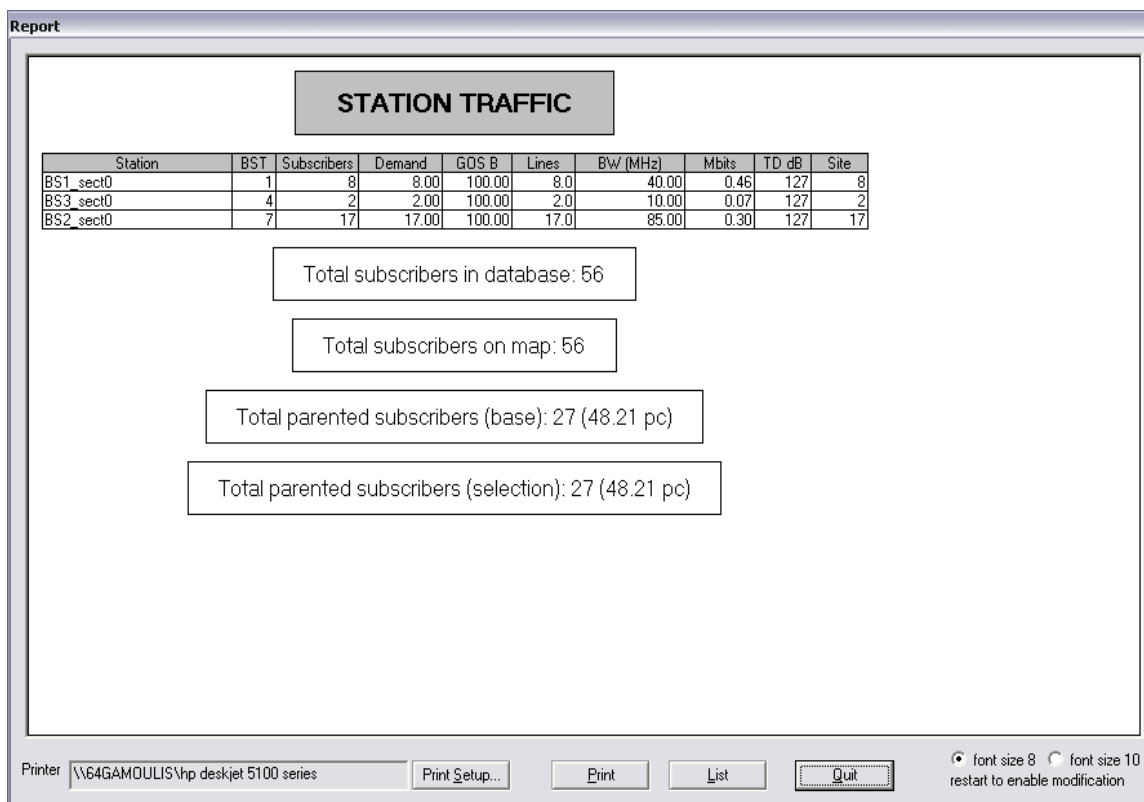 Report
STATION TRAFFIC
Station BST Subscribers Demand GOS B Lines BW (MHz) Mbits TD dB Site
BS1_sect0 1 8 8.00 100.00 8.0 40.00 0.46 127 8
BS3_sect0 4 2 2.00 100.00 2.0 10.00 0.07 127 2
BS2_sect0 7 17 17.00 100.00 17.0 85.00 0.30 127 17
Total subscribers in database: 56
Total subscribers on map: 56
Total parented subscribers (base): 27 (48.21 pc)
Total parented subscribers (selection): 27 (48.21 pc)
Printer \\64GAMOULIS\hp deskjet 5100 series Print Setup... Print List Quit font size 8 font size 10
restart to enable modification